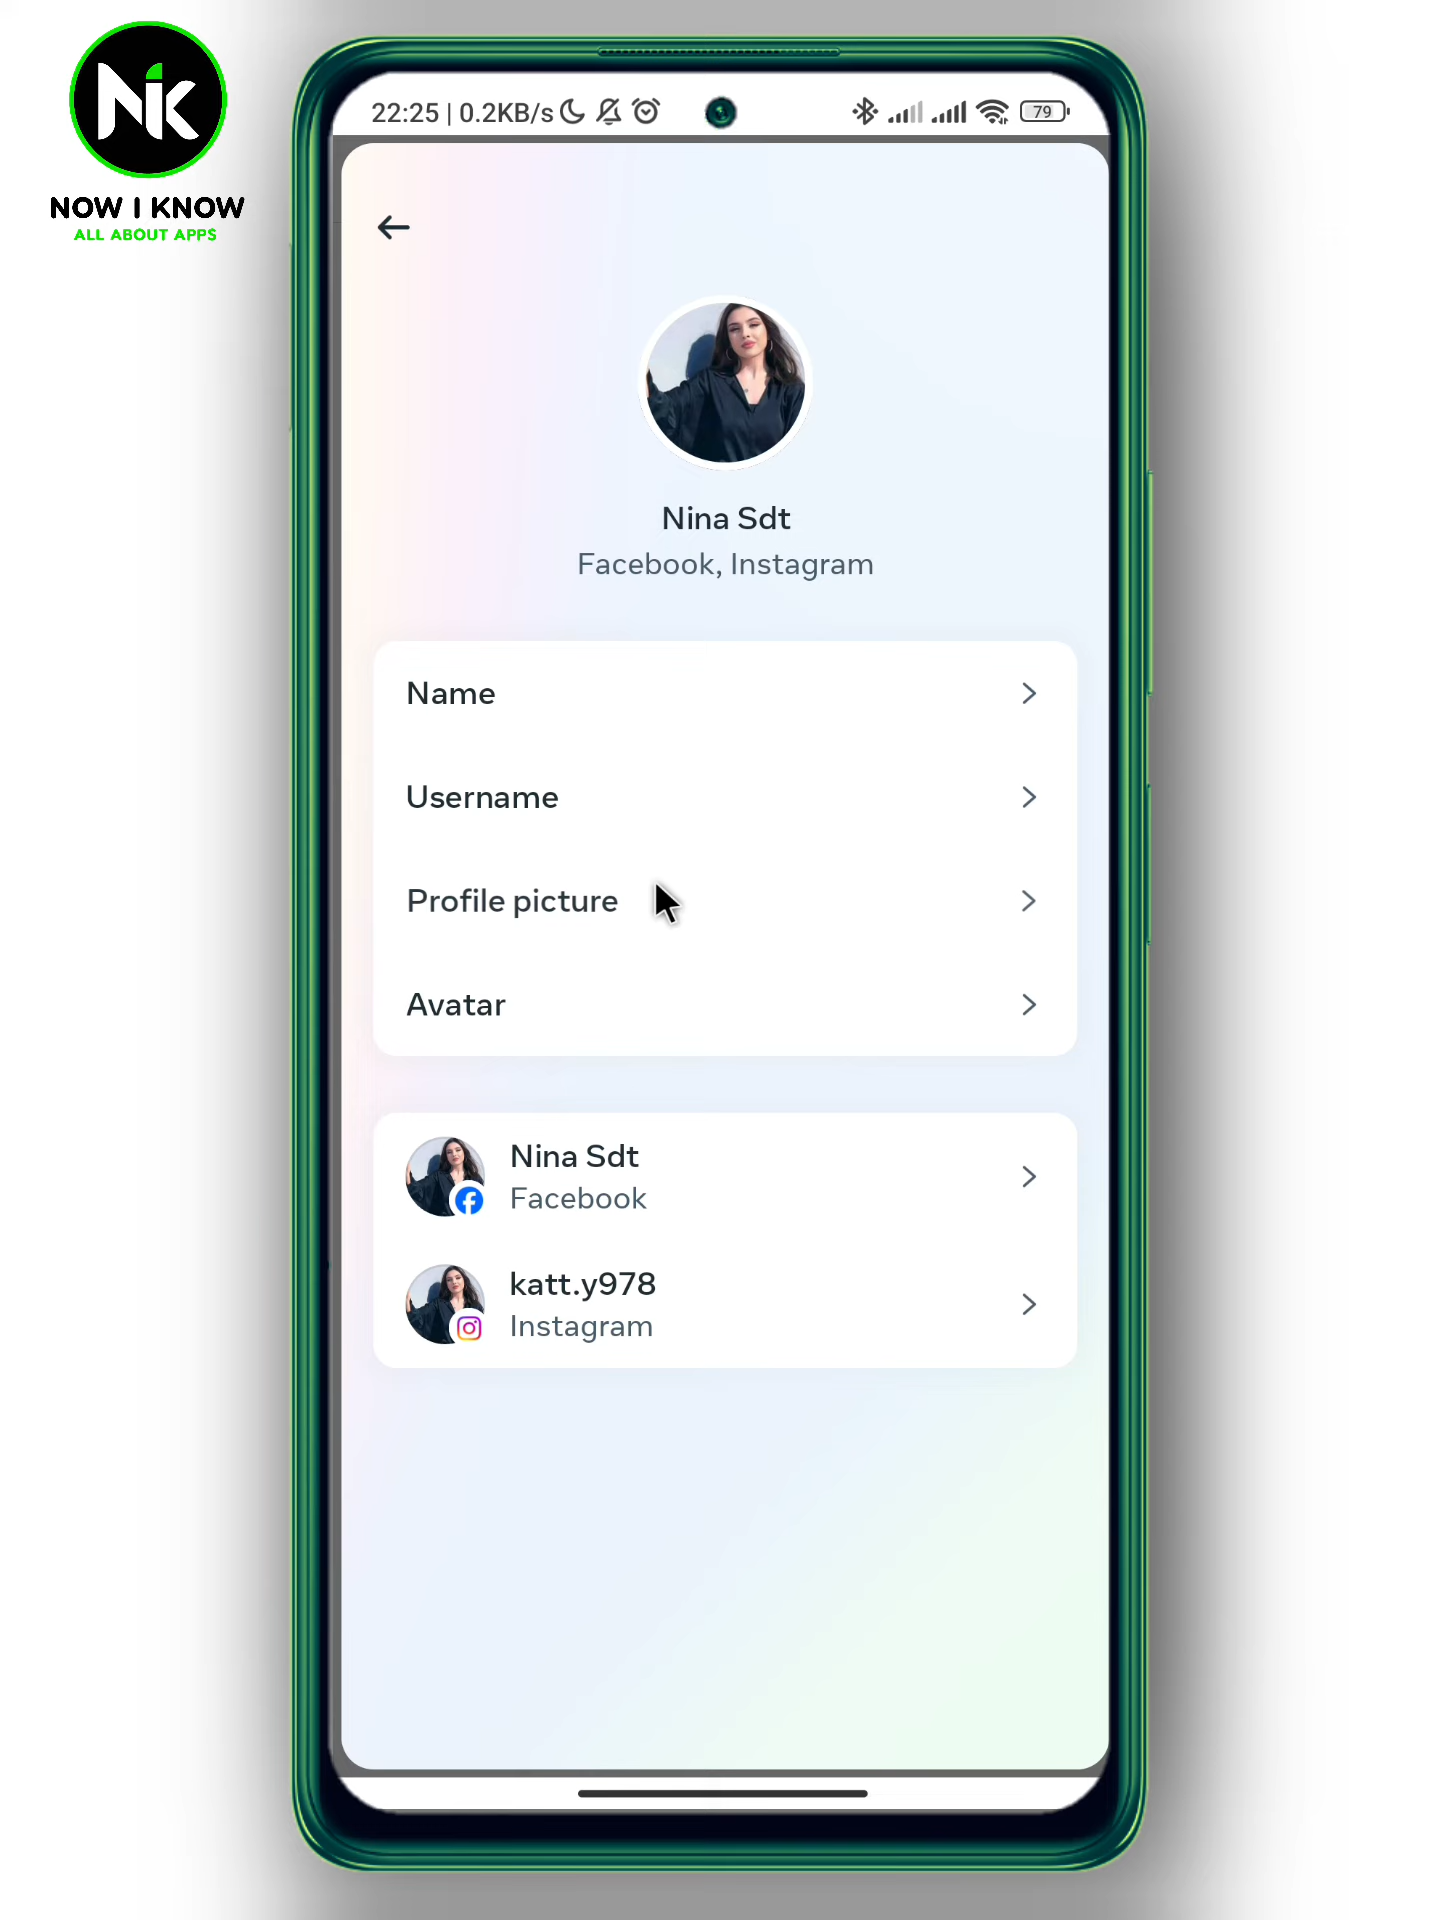 NiK
NOW I KNOW
ALL ABOUT APPS
22:25 | 0.2KB/s
79
Nina Sdt
Facebook, Instagram
Name
Username
Profile picture
Avatar
Nina Sdt
Facebook
katt.y978
Instagram